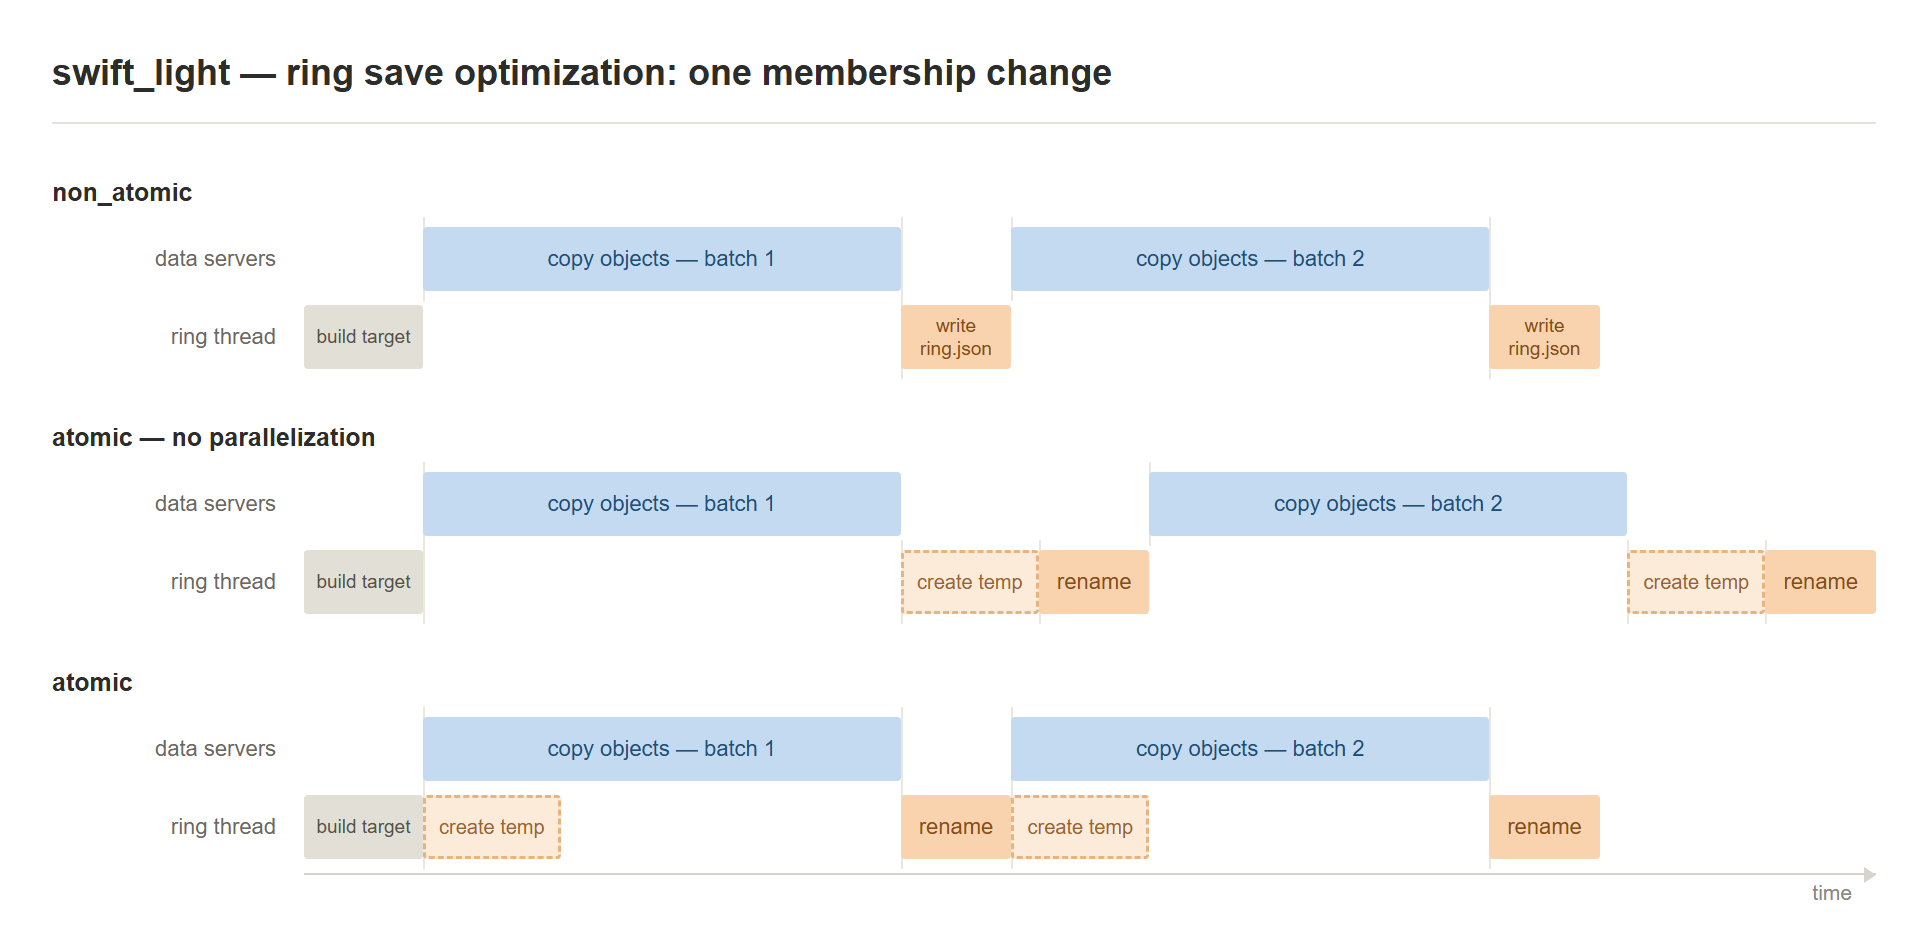 swift_light — ring save optimization: one membership change
non_atomic
data servers
copy objects — batch 1
copy objects — batch 2
ring thread
build target
write
ring.json
write
ring.json
atomic — no parallelization
data servers
copy objects — batch 1
copy objects — batch 2
ring thread
build target
create temp
rename
create temp
rename
atomic
data servers
copy objects — batch 1
copy objects — batch 2
ring thread
build target
create temp
rename
create temp
rename
time